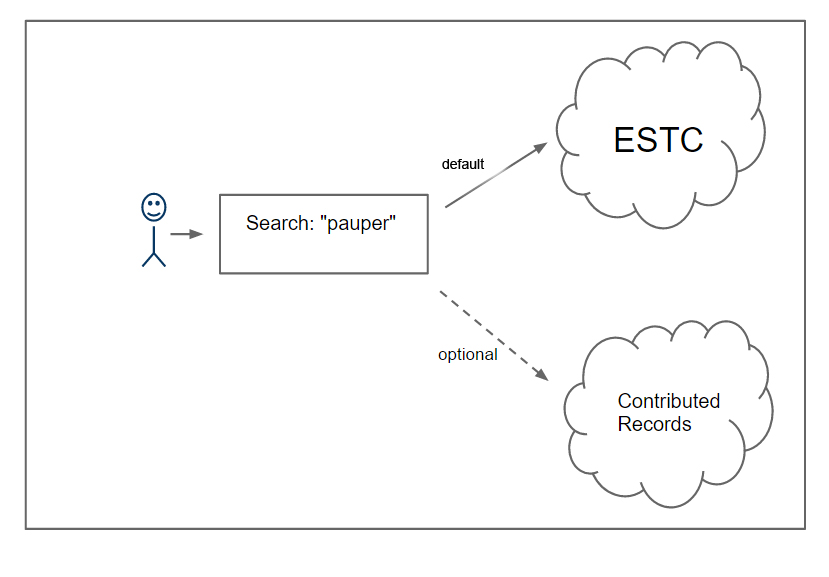 Search: "pauper"
default
ESTC
optional
Contributed
Records